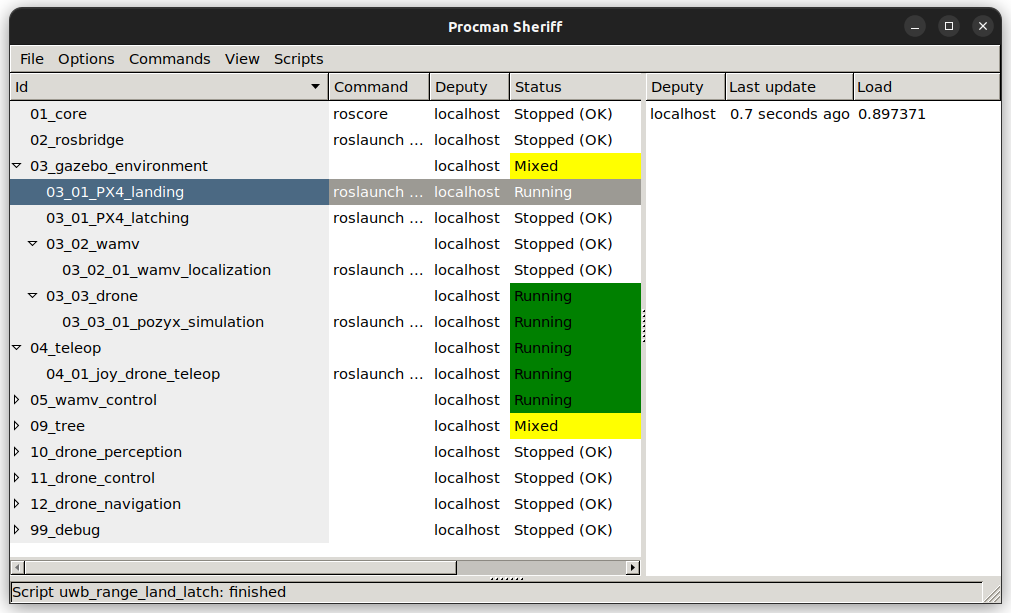 Procman Sheriff
File Options Commands View Scripts
Id Command Deputy Status Deputy Last update Load
01_core roscore localhost Stopped (OK) localhost 0.7 seconds ago 0.897371
02_rosbridge roslaunch ... localhost Stopped (OK)
03_gazebo_environment localhost Mixed
03_01_PX4_landing roslaunch ... localhost Running
03_01_PX4_latching roslaunch ... localhost Stopped (OK)
03_02_wamv localhost Stopped (OK)
03_02_01_wamv_localization roslaunch ... localhost Stopped (OK)
03_03_drone localhost Running
03_03_01_pozyx_simulation roslaunch ... localhost Running
04_teleop localhost Running
04_01_joy_drone_teleop roslaunch ... localhost Running
05_wamv_control localhost Running
09_tree localhost Mixed
10_drone_perception localhost Stopped (OK)
11_drone_control localhost Stopped (OK)
12_drone_navigation localhost Stopped (OK)
99_debug localhost Stopped (OK)
Script uwb_range_land_latch: finished